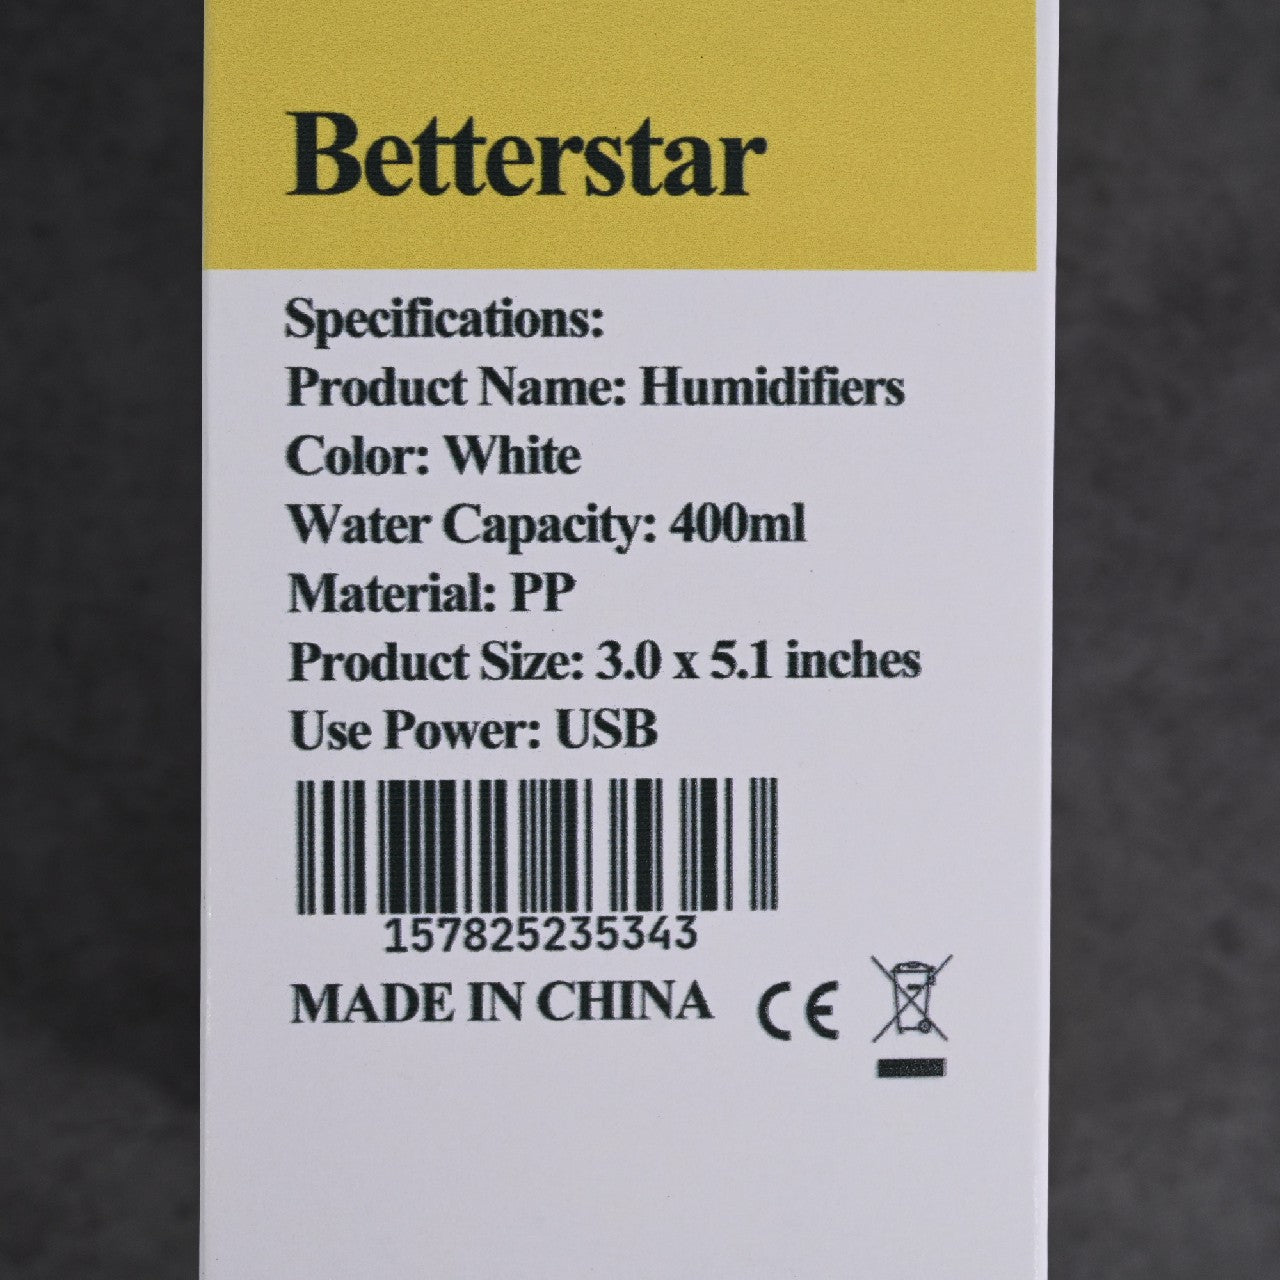 Betterstar
Specifications:
Product Name: Humidifiers
Color: White
Water Capacity: 400ml
Material: PP
Product Size: 3.0 x 5.1 inches
Use Power: USB
157825235343
MADE IN CHINA CE